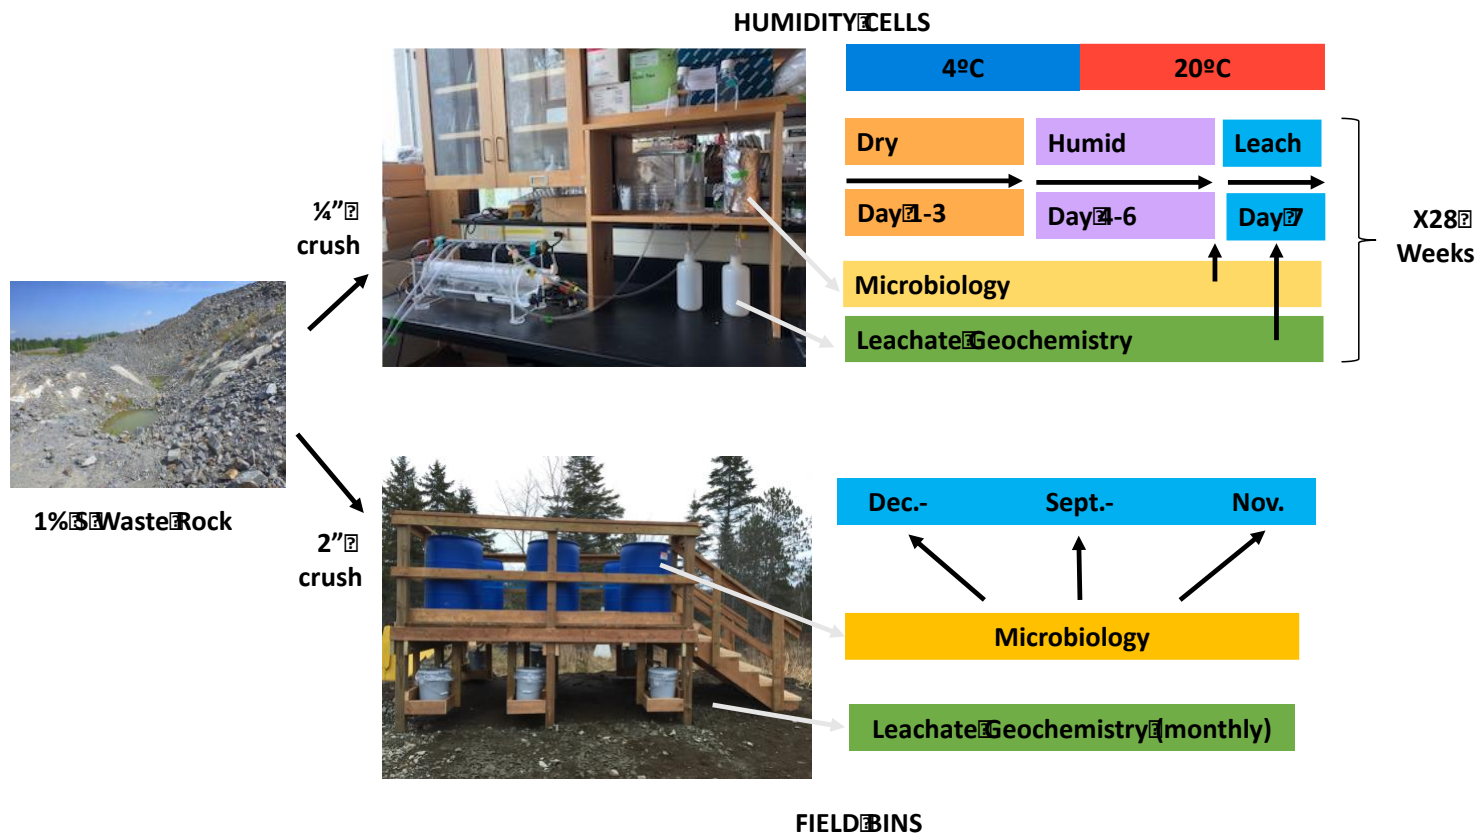 HUMIDITY CELLS
4ºC
20ºC
Dry
Humid
Leach
Day 1-3
Day 4-6
Day 7
Microbiology
Leachate Geochemistry
X28
Weeks
¼”
crush
1% S Waste Rock
2”
crush
Dec.-
Sept.-
Nov.
Microbiology
Leachate Geochemistry (monthly)
FIELD BINS